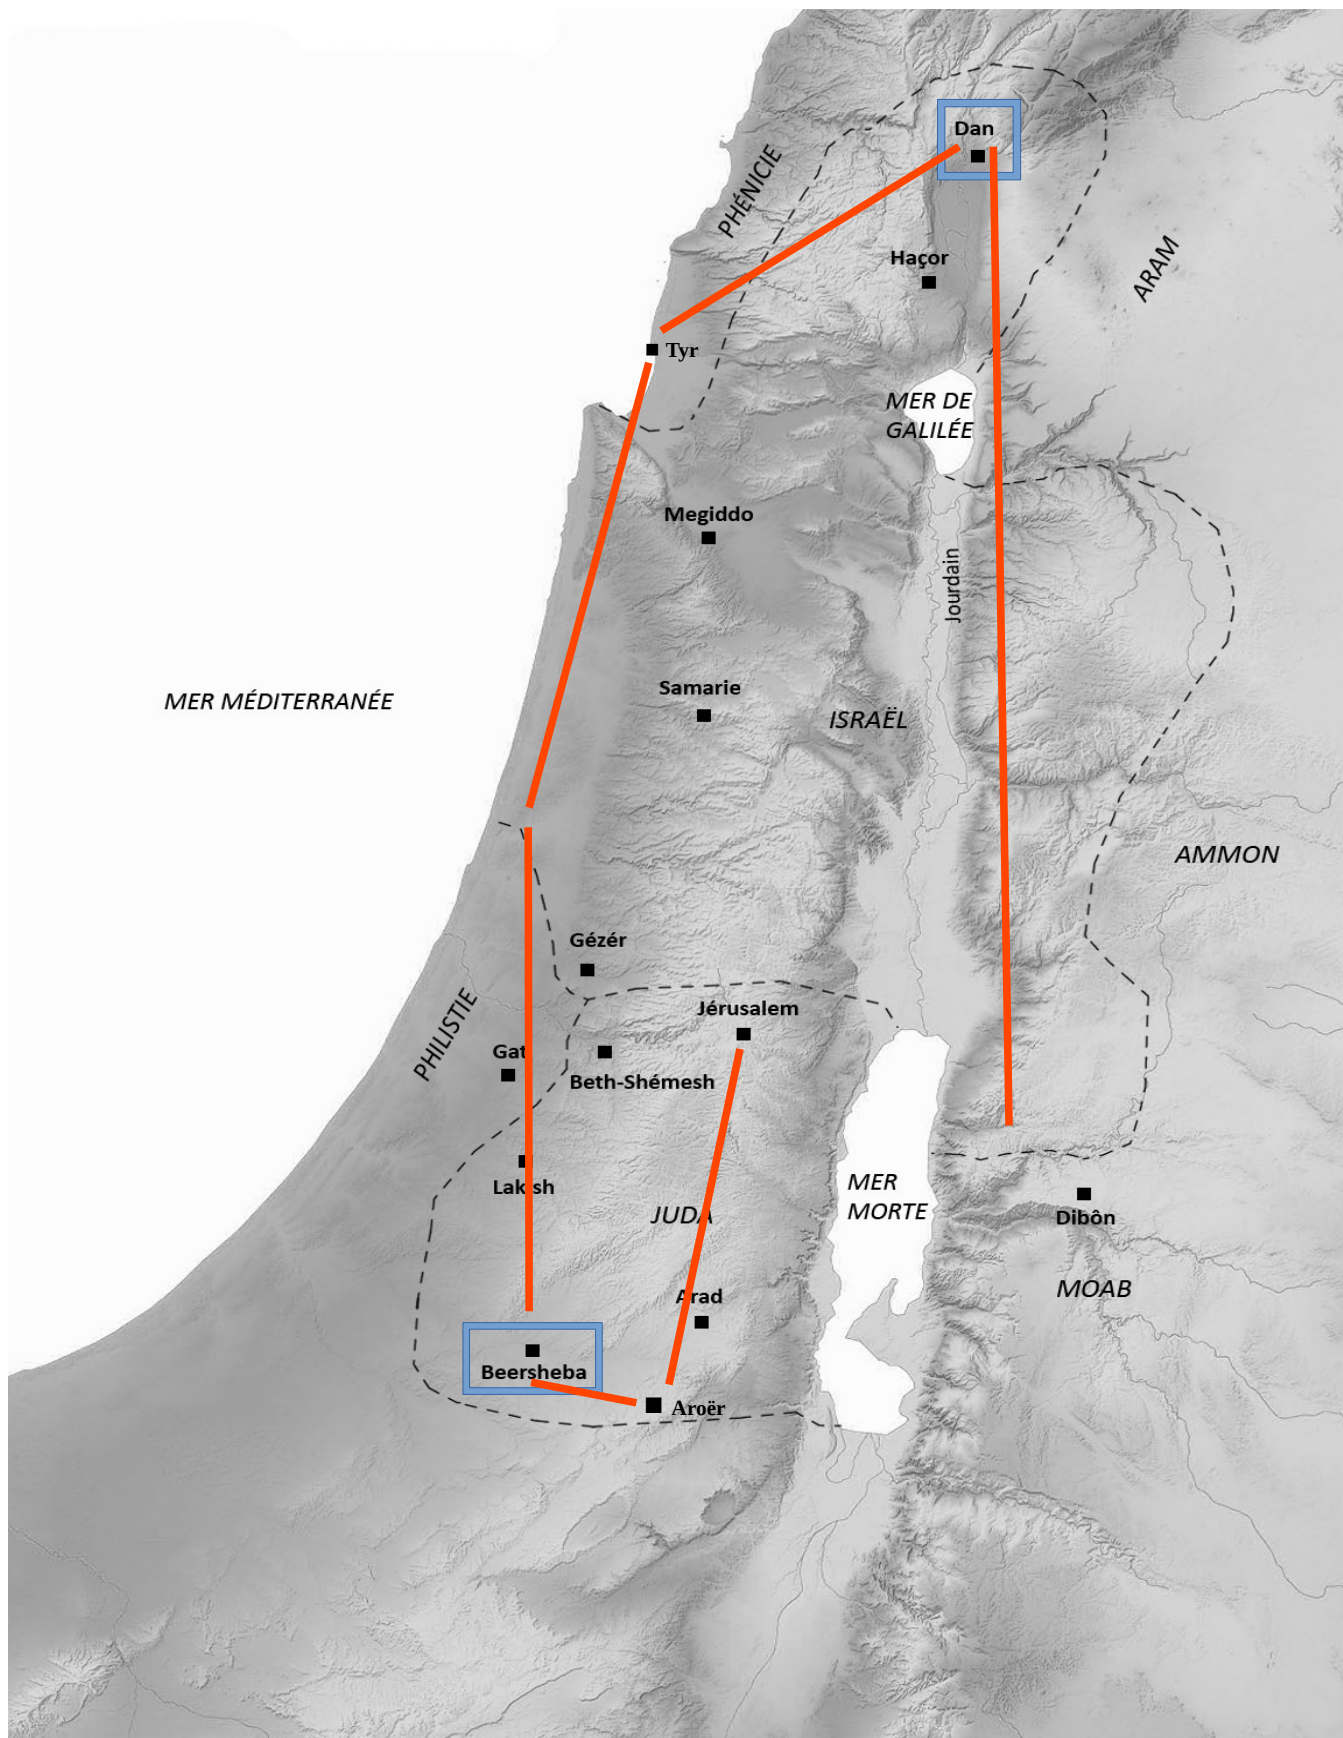 Dan
PHÉNICIE
Haçor
ARAM
Tyr
MER DE
GALILÉE
Megiddo
Jourdain
MER MÉDITERRANÉE
Samarie
ISRAËL
AMMON
Gézér
Jérusalem
PHILISTIE
Gat
Beth-Shémesh
Lakish
JUDA
MER
MORTE
Dibôn
MOAB
Arad
Beersheba
Aroër